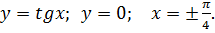 y = tgx;  y = 0;   x = ±π/4.